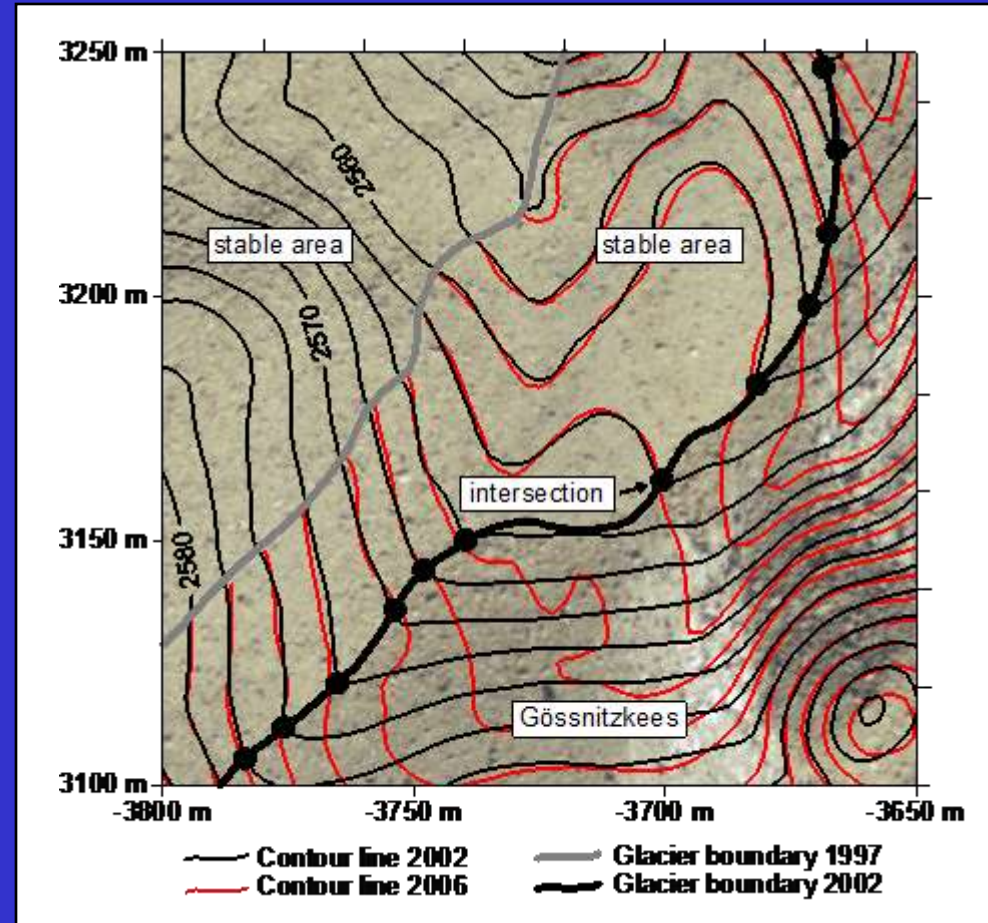 3250 m
2560
stable area
stable area
3200 m
2570
intersection
3150 m
2580
Gössnitzkees
3100 m
-3800 m
-3750 m
-3700 m
-3650 m
Contour line 2002
Glacier boundary 1997
Contour line 2006
Glacier boundary 2002